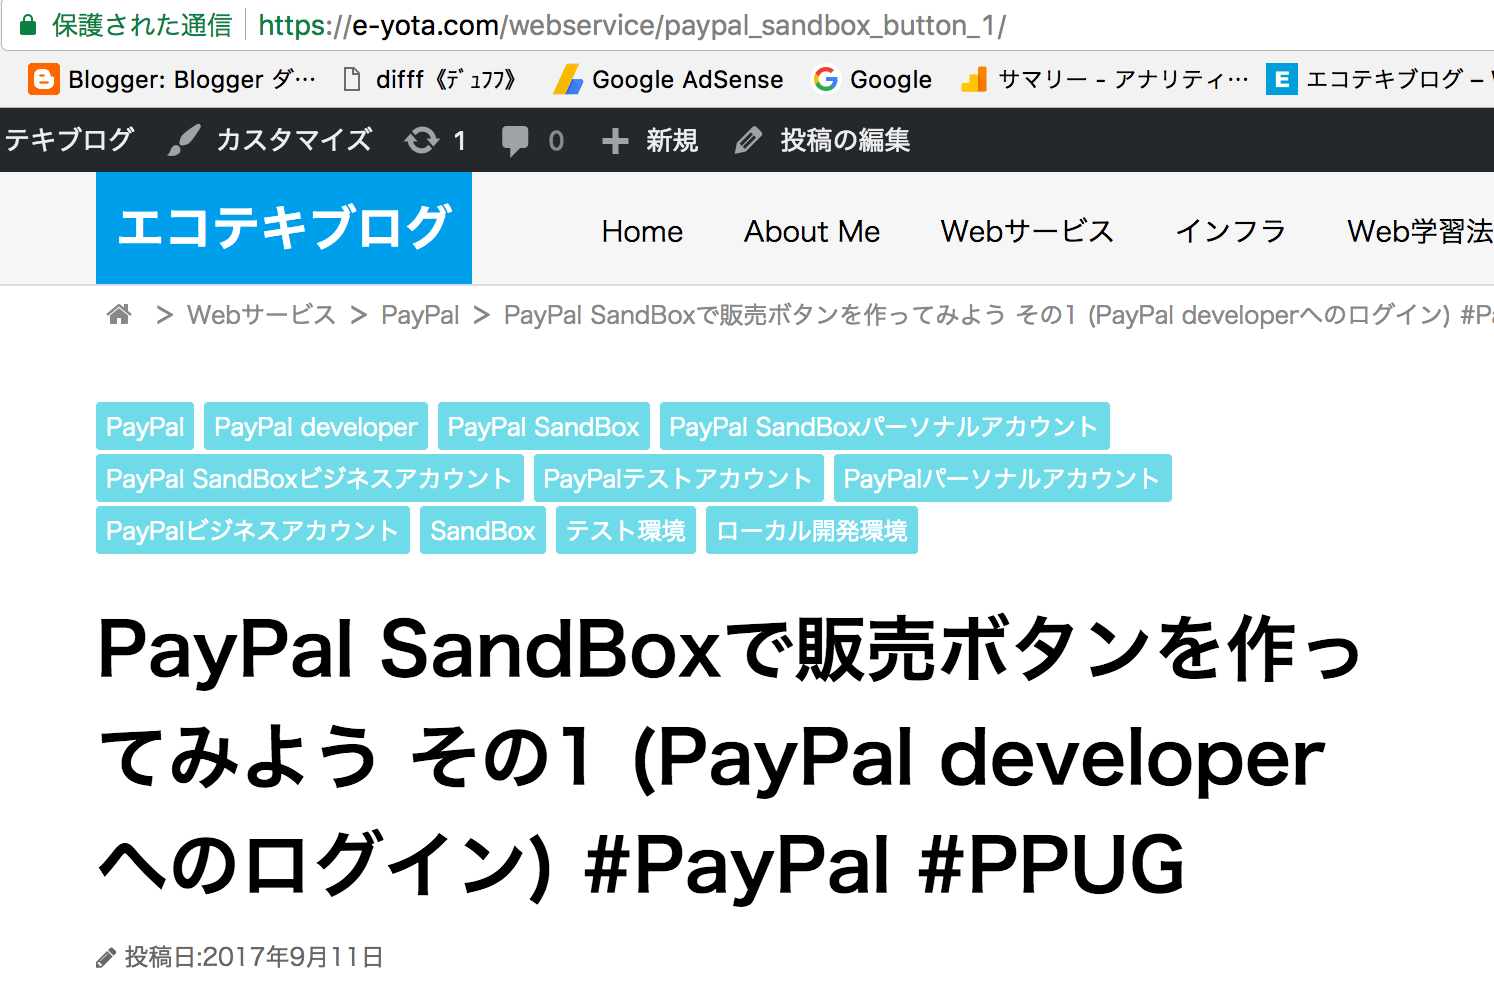 保護された通信 https://e-yota.com/webservice/paypal_sandbox_button_1/
Blogger: Blogger ダ… difff《ﾃﾞｭﾌﾌ》 Google AdSense Google サマリー - アナリティ… エコテキブログ –
テキブログ カスタマイズ 1 0 新規 投稿の編集
エコテキブログ Home About Me Webサービス インフラ Web学習法
> Webサービス > PayPal > PayPal SandBoxで販売ボタンを作ってみよう その1 (PayPal developerへのログイン) #Pa
PayPal PayPal developer PayPal SandBox PayPal SandBoxパーソナルアカウント
PayPal SandBoxビジネスアカウント PayPalテストアカウント PayPalパーソナルアカウント
PayPalビジネスアカウント SandBox テスト環境 ローカル開発環境
PayPal SandBoxで販売ボタンを作っ
てみよう その1 (PayPal developer
へのログイン) #PayPal #PPUG
投稿日:2017年9月11日